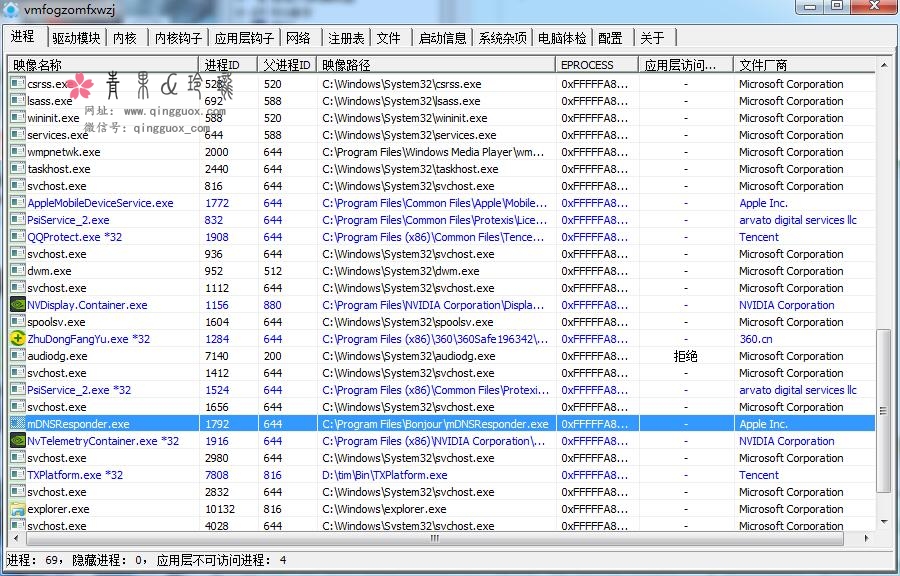 vmfogzomfxwzj
进程 驱动模块 内核 内核钩子 应用层钩子 网络 注册表 文件 启动信息 系统杂项 电脑体检 配置 关于
映像名称 进程ID 父进程ID 映像路径 EPROCESS 应用层访问... 文件厂商
csrss.exe 528 520 C:\Windows\System32\csrss.exe 0xFFFFFA8... - Microsoft Corporation
青果&玲珑
lsass.exe 692 588 C:\Windows\System32\lsass.exe 0xFFFFFA8... - Microsoft Corporation
网址: www.qingguox.com
wininit.exe 588 520 C:\Windows\System32\wininit.exe 0xFFFFFA8... - Microsoft Corporation
微信号: qingguox_com
services.exe 644 588 C:\Windows\System32\services.exe 0xFFFFFA8... - Microsoft Corporation
wmpnetwk.exe 2000 644 C:\Program Files\Windows Media Player\wm... 0xFFFFFA8... - Microsoft Corporation
taskhost.exe 2440 644 C:\Windows\System32\taskhost.exe 0xFFFFFA8... - Microsoft Corporation
svchost.exe 816 644 C:\Windows\System32\svchost.exe 0xFFFFFA8... - Microsoft Corporation
AppleMobileDeviceService.exe 1772 644 C:\Program Files\Common Files\Apple\Mobile... 0xFFFFFA8... - Apple Inc.
PsiService_2.exe 832 644 C:\Program Files\Common Files\Protexis\Lice... 0xFFFFFA8... - arvato digital services llc
QQProtect.exe *32 1908 644 C:\Program Files (x86)\Common Files\Tence... 0xFFFFFA8... - Tencent
svchost.exe 936 644 C:\Windows\System32\svchost.exe 0xFFFFFA8... - Microsoft Corporation
dwm.exe 952 512 C:\Windows\System32\dwm.exe 0xFFFFFA8... - Microsoft Corporation
svchost.exe 1112 644 C:\Windows\System32\svchost.exe 0xFFFFFA8... - Microsoft Corporation
NVDisplay.Container.exe 1156 880 C:\Program Files\NVIDIA Corporation\Displa... 0xFFFFFA8... - NVIDIA Corporation
spoolsv.exe 1604 644 C:\Windows\System32\spoolsv.exe 0xFFFFFA8... - Microsoft Corporation
ZhuDongFangYu.exe *32 1284 644 C:\Program Files (x86)\360\360Safe196342\... 0xFFFFFA8... - 360.cn
audiodg.exe 7140 200 C:\Windows\System32\audiodg.exe 0xFFFFFA8... 拒绝 Microsoft Corporation
svchost.exe 1412 644 C:\Windows\System32\svchost.exe 0xFFFFFA8... - Microsoft Corporation
PsiService_2.exe *32 1524 644 C:\Program Files (x86)\Common Files\Protexi... 0xFFFFFA8... - arvato digital services llc
svchost.exe 1656 644 C:\Windows\System32\svchost.exe 0xFFFFFA8... - Microsoft Corporation
mDNSResponder.exe 1792 644 C:\Program Files\Bonjour\mDNSResponder.exe 0xFFFFFA8... - Apple Inc.
NvTelemetryContainer.exe *32 1916 644 C:\Program Files (x86)\NVIDIA Corporation\... 0xFFFFFA8... - NVIDIA Corporation
svchost.exe 2980 644 C:\Windows\System32\svchost.exe 0xFFFFFA8... - Microsoft Corporation
TXPlatform.exe *32 7808 816 D:\tim\Bin\TXPlatform.exe 0xFFFFFA8... - Tencent
svchost.exe 2832 644 C:\Windows\System32\svchost.exe 0xFFFFFA8... - Microsoft Corporation
explorer.exe 10132 816 C:\Windows\explorer.exe 0xFFFFFA8... - Microsoft Corporation
svchost.exe 4028 644 C:\Windows\System32\svchost.exe 0xFFFFFA8... - Microsoft Corporation
进程: 69, 隐藏进程: 0, 应用层不可访问进程: 4